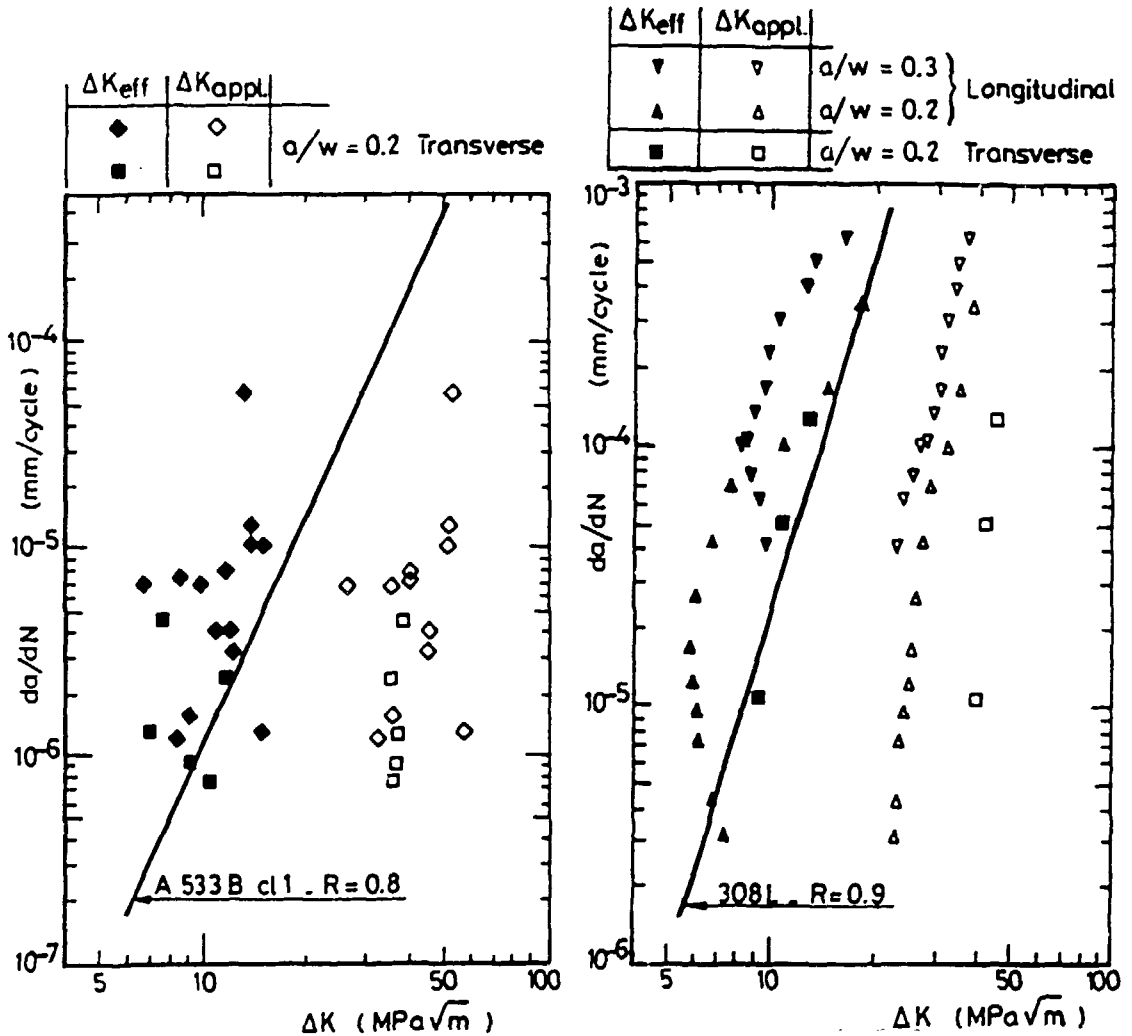 ΔKeff ΔKappl.
a/w = 0.2 Transverse
da/dN (mm/cycle)
10⁻⁴
10⁻⁵
10⁻⁶
10⁻⁷
A 533 B cl 1 _ R = 0.8
5 10 50 100
ΔK (MPa√m)
ΔKeff ΔKappl.
a/w = 0.3
a/w = 0.2
} Longitudinal
a/w = 0.2 Transverse
da/dN (mm/cycle)
10⁻³
10⁻⁴
10⁻⁵
10⁻⁶
308L _ R = 0.9
5 10 50 100
ΔK (MPa√m)